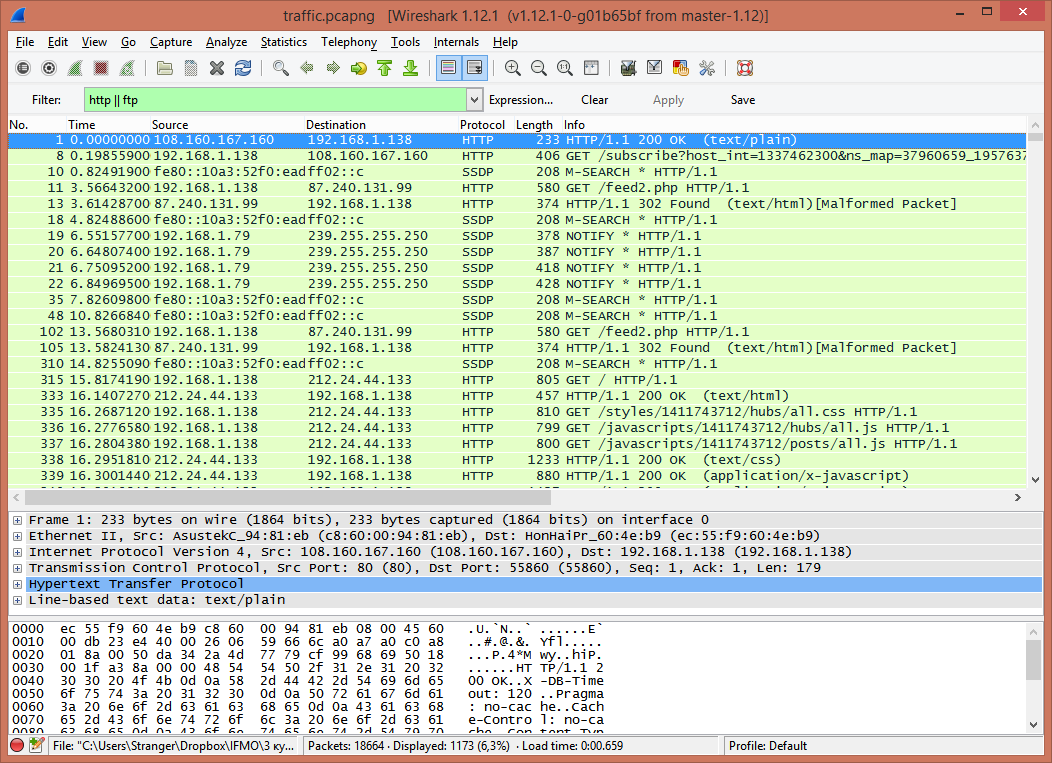 traffic.pcapng [Wireshark 1.12.1 (v1.12.1-0-g01b65bf from master-1.12)]
File Edit View Go Capture Analyze Statistics Telephony Tools Internals Help
Filter: http || ftp Expression... Clear Apply Save
No. Time Source Destination Protocol Length Info
1 0.00000000 108.160.167.160 192.168.1.138 HTTP 233 HTTP/1.1 200 OK (text/plain)
8 0.19855900 192.168.1.138 108.160.167.160 HTTP 406 GET /subscribe?host_int=1337462300&ns_map=37960659_1957637
10 0.82491900 fe80::10a3:52f0:ead ff02::c SSDP 208 M-SEARCH * HTTP/1.1
11 3.56643200 192.168.1.138 87.240.131.99 HTTP 580 GET /feed2.php HTTP/1.1
13 3.61428700 87.240.131.99 192.168.1.138 HTTP 374 HTTP/1.1 302 Found (text/html)[Malformed Packet]
18 4.82488600 fe80::10a3:52f0:ead ff02::c SSDP 208 M-SEARCH * HTTP/1.1
19 6.55157700 192.168.1.79 239.255.255.250 SSDP 378 NOTIFY * HTTP/1.1
20 6.64807400 192.168.1.79 239.255.255.250 SSDP 387 NOTIFY * HTTP/1.1
21 6.75095200 192.168.1.79 239.255.255.250 SSDP 418 NOTIFY * HTTP/1.1
22 6.84969500 192.168.1.79 239.255.255.250 SSDP 428 NOTIFY * HTTP/1.1
35 7.82609800 fe80::10a3:52f0:ead ff02::c SSDP 208 M-SEARCH * HTTP/1.1
48 10.8266840 fe80::10a3:52f0:ead ff02::c SSDP 208 M-SEARCH * HTTP/1.1
102 13.5680310 192.168.1.138 87.240.131.99 HTTP 580 GET /feed2.php HTTP/1.1
105 13.5824130 87.240.131.99 192.168.1.138 HTTP 374 HTTP/1.1 302 Found (text/html)[Malformed Packet]
310 14.8255090 fe80::10a3:52f0:ead ff02::c SSDP 208 M-SEARCH * HTTP/1.1
315 15.8174190 192.168.1.138 212.24.44.133 HTTP 805 GET / HTTP/1.1
333 16.1407270 212.24.44.133 192.168.1.138 HTTP 457 HTTP/1.1 200 OK (text/html)
335 16.2687120 192.168.1.138 212.24.44.133 HTTP 810 GET /styles/1411743712/hubs/all.css HTTP/1.1
336 16.2776580 192.168.1.138 212.24.44.133 HTTP 799 GET /javascripts/1411743712/hubs/all.js HTTP/1.1
337 16.2804380 192.168.1.138 212.24.44.133 HTTP 800 GET /javascripts/1411743712/posts/all.js HTTP/1.1
338 16.2951810 212.24.44.133 192.168.1.138 HTTP 1233 HTTP/1.1 200 OK (text/css)
339 16.3001440 212.24.44.133 192.168.1.138 HTTP 880 HTTP/1.1 200 OK (application/x-javascript)
Frame 1: 233 bytes on wire (1864 bits), 233 bytes captured (1864 bits) on interface 0
Ethernet II, Src: AsustekC_94:81:eb (c8:60:00:94:81:eb), Dst: HonHaiPr_60:4e:b9 (ec:55:f9:60:4e:b9)
Internet Protocol Version 4, Src: 108.160.167.160 (108.160.167.160), Dst: 192.168.1.138 (192.168.1.138)
Transmission Control Protocol, Src Port: 80 (80), Dst Port: 55860 (55860), Seq: 1, Ack: 1, Len: 179
Hypertext Transfer Protocol
Line-based text data: text/plain
0000 ec 55 f9 60 4e b9 c8 60 00 94 81 eb 08 00 45 60 .U.`N..` ......E`
0010 00 db 23 e4 40 00 26 06 59 66 6c a0 a7 a0 c0 a8 ..#.@.&. Yfl.....
0020 01 8a 00 50 da 34 2a 4d 77 79 cf 99 68 69 50 18 ...P.4*M wy..hiP.
0030 00 1f a3 8a 00 00 48 54 54 50 2f 31 2e 31 20 32 ......HT TP/1.1 2
0040 30 30 20 4f 4b 0d 0a 58 2d 44 42 2d 54 69 6d 65 00 OK..X -DB-Time
0050 6f 75 74 3a 20 31 32 30 0d 0a 50 72 61 67 6d 61 out: 120 ..Pragma
0060 3a 20 6e 6f 2d 63 61 63 68 65 0d 0a 43 61 63 68 : no-cac he..Cach
0070 65 2d 43 6f 6e 74 72 6f 6c 3a 20 6e 6f 2d 63 61 e-Contro l: no-ca
0080 63 68 65 0d 0a 43 6f 6e 74 65 6e 74 2d 54 79 70 che..Con tent-Typ
File: "C:\Users\Stranger\Dropbox\IFMO\3 ку... Packets: 18664 · Displayed: 1173 (6,3%) · Load time: 0:00.659 Profile: Default